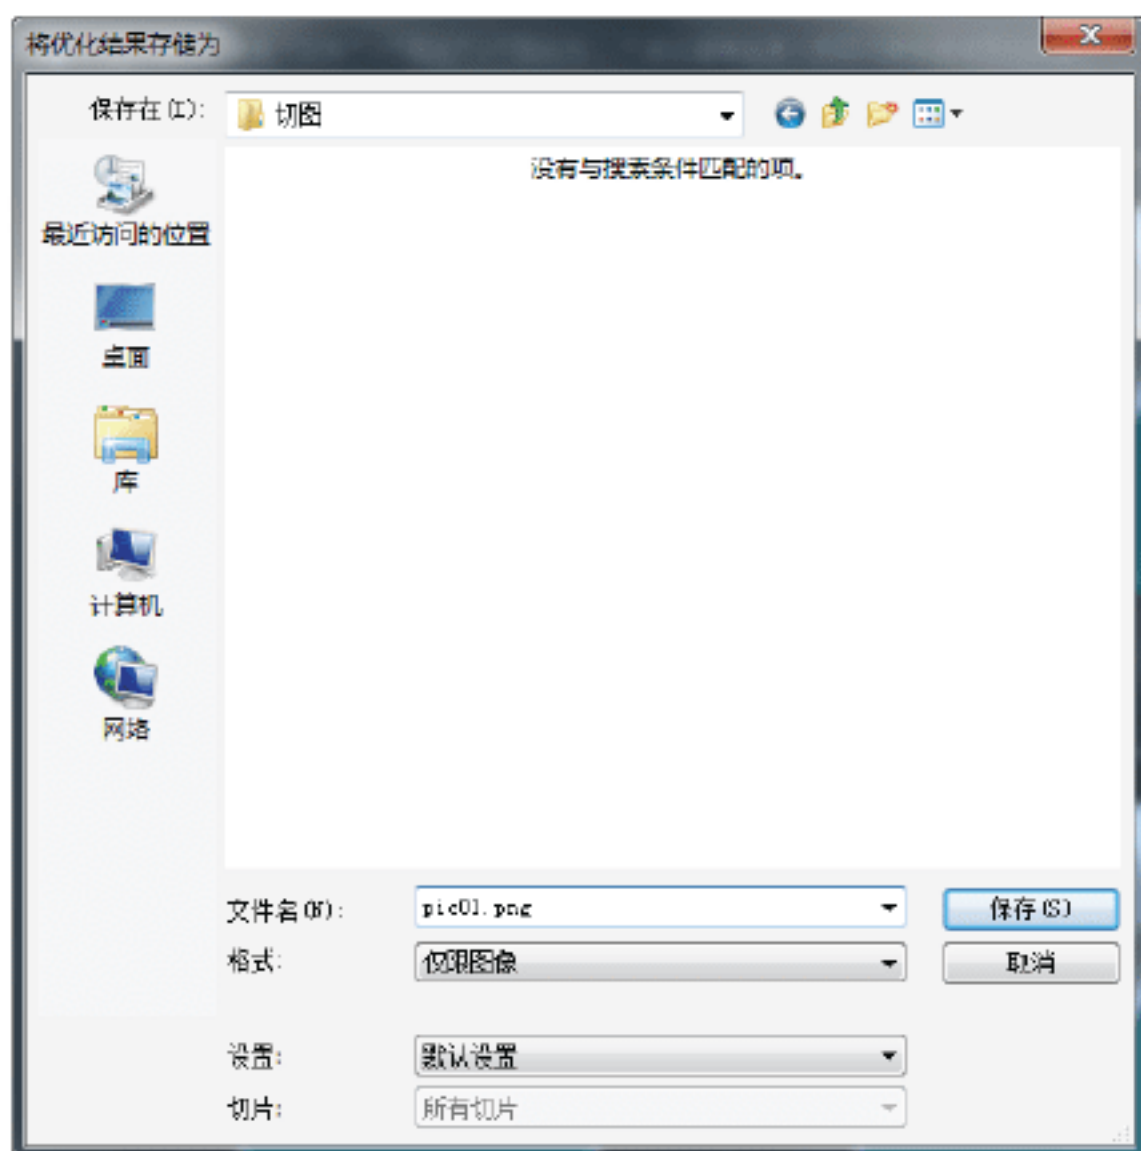 将优化结果存储为
保存在(I):
切图
没有与搜索条件匹配的项。
最近访问的位置
桌面
库
计算机
网络
文件名(N):
pic01.png
保存(S)
格式:
仅限图像
取消
设置:
默认设置
切片:
所有切片